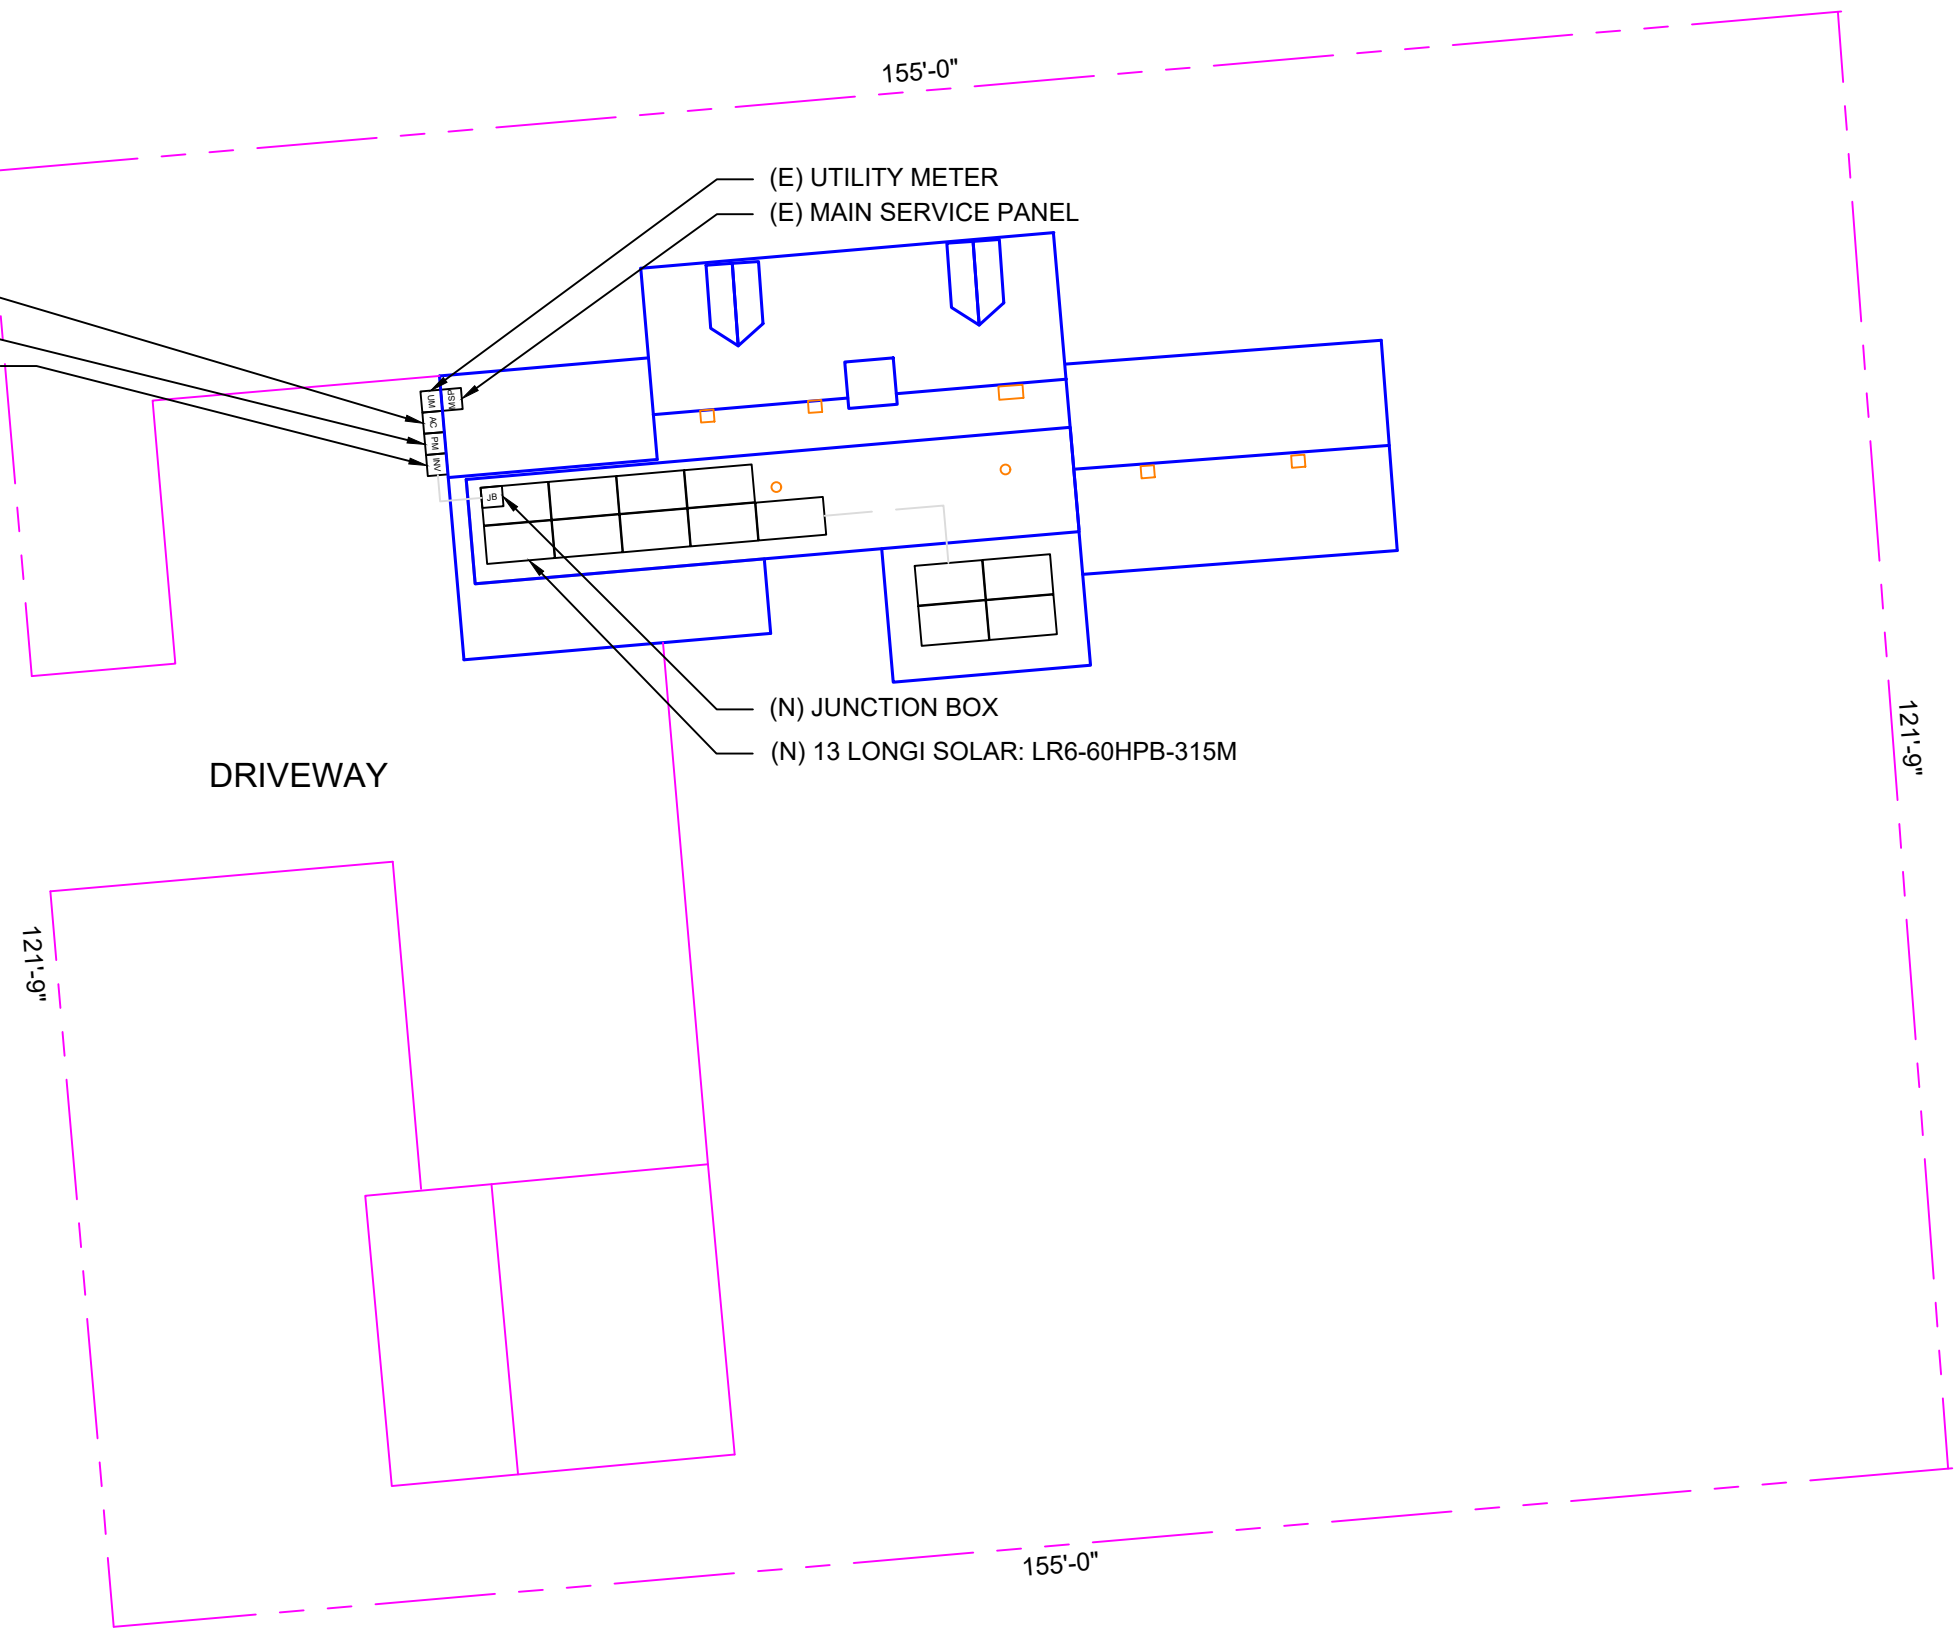 155'-0"
(E) UTILITY METER
(E) MAIN SERVICE PANEL
UM
MSP
AC
PM
INV
JB
(N) JUNCTION BOX
(N) 13 LONGI SOLAR: LR6-60HPB-315M
121'-9"
DRIVEWAY
121'-9"
155'-0"